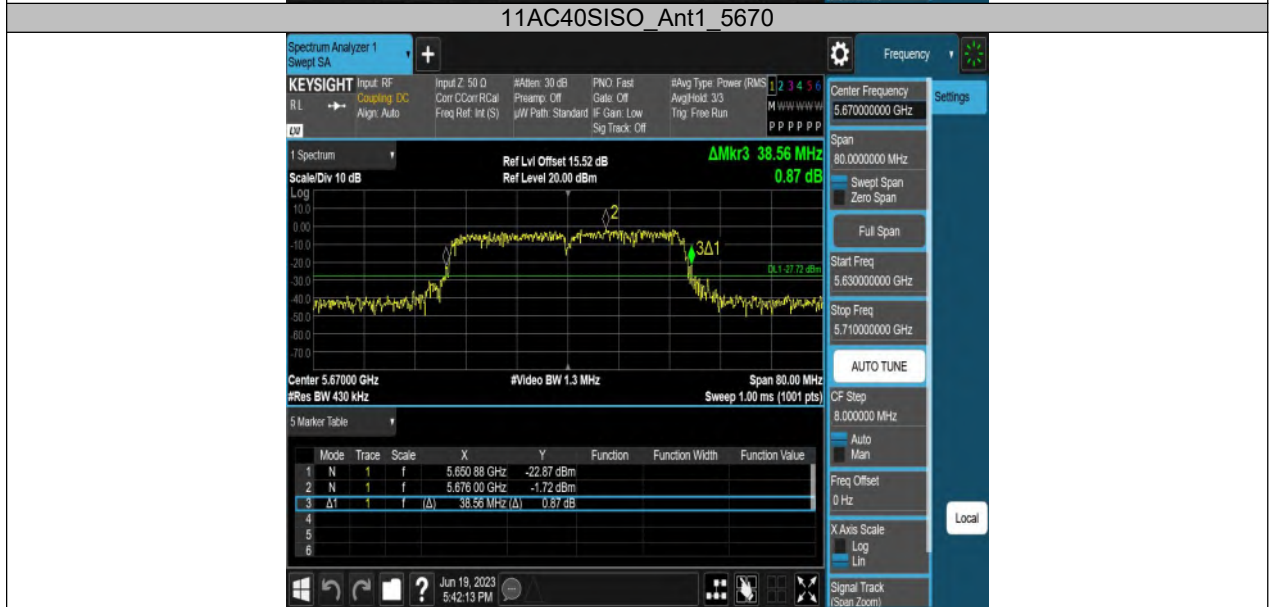 11AC40SISO_Ant1_5670
Spectrum Analyzer 1
Swept SA
+
Frequency
KEYSIGHT
RL
LXI
Input: RF
Coupling: DC
Align: Auto
Input Z: 50 Ω
Corr CCorr RCal
Freq Ref: Int (S)
#Atten: 30 dB
Preamp: Off
µW Path: Standard
PNO: Fast
Gate: Off
IF Gain: Low
Sig Track: Off
#Avg Type: Power (RMS
Avg|Hold: 3/3
Trig: Free Run
1 2 3 4 5 6
M W W W W W
P P P P P P
1 Spectrum
Scale/Div 10 dB
Ref Lvl Offset 15.52 dB
Ref Level 20.00 dBm
ΔMkr3 38.56 MHz
0.87 dB
Log
10.0
0.00
-10.0
-20.0
-30.0
-40.0
-50.0
-60.0
-70.0
2
3Δ1
DL1 -27.72 dBm
Center 5.67000 GHz
#Video BW 1.3 MHz
Span 80.00 MHz
#Res BW 430 kHz
Sweep 1.00 ms (1001 pts)
5 Marker Table
Mode Trace Scale X Y Function Function Width Function Value
1 N 1 f 5.650 88 GHz -22.87 dBm
2 N 1 f 5.676 00 GHz -1.72 dBm
3 Δ1 1 f (Δ) 38.56 MHz (Δ) 0.87 dB
4
5
6
?
Jun 19, 2023
5:42:13 PM
Center Frequency
5.670000000 GHz
Settings
Span
80.0000000 MHz
Swept Span
Zero Span
Full Span
Start Freq
5.630000000 GHz
Stop Freq
5.710000000 GHz
AUTO TUNE
CF Step
8.000000 MHz
Auto
Man
Freq Offset
0 Hz
X Axis Scale
Log
Lin
Local
Signal Track
(Span Zoom)